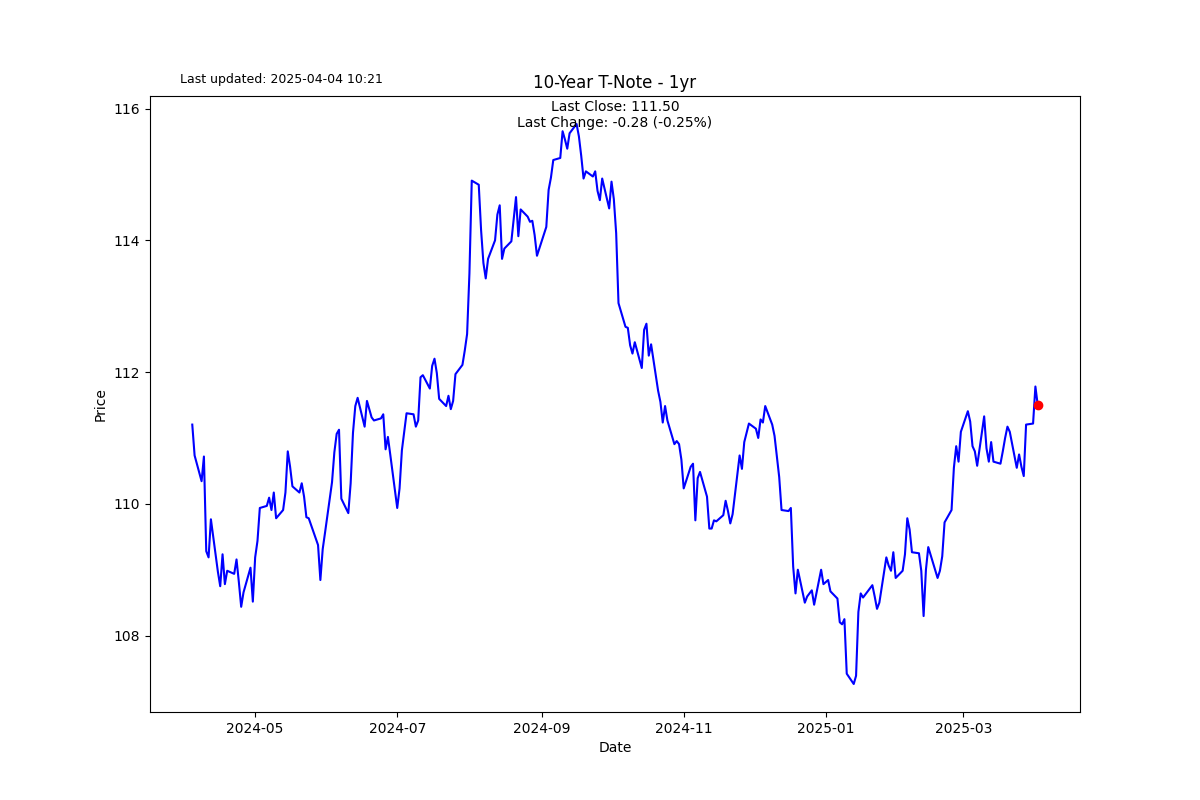 Last updated: 2025-04-04 10:21
10-Year T-Note - 1yr
Last Close: 111.50
Last Change: -0.28 (-0.25%)
116
114
112
110
108
Price
2024-05
2024-07
2024-09
2024-11
2025-01
2025-03
Date